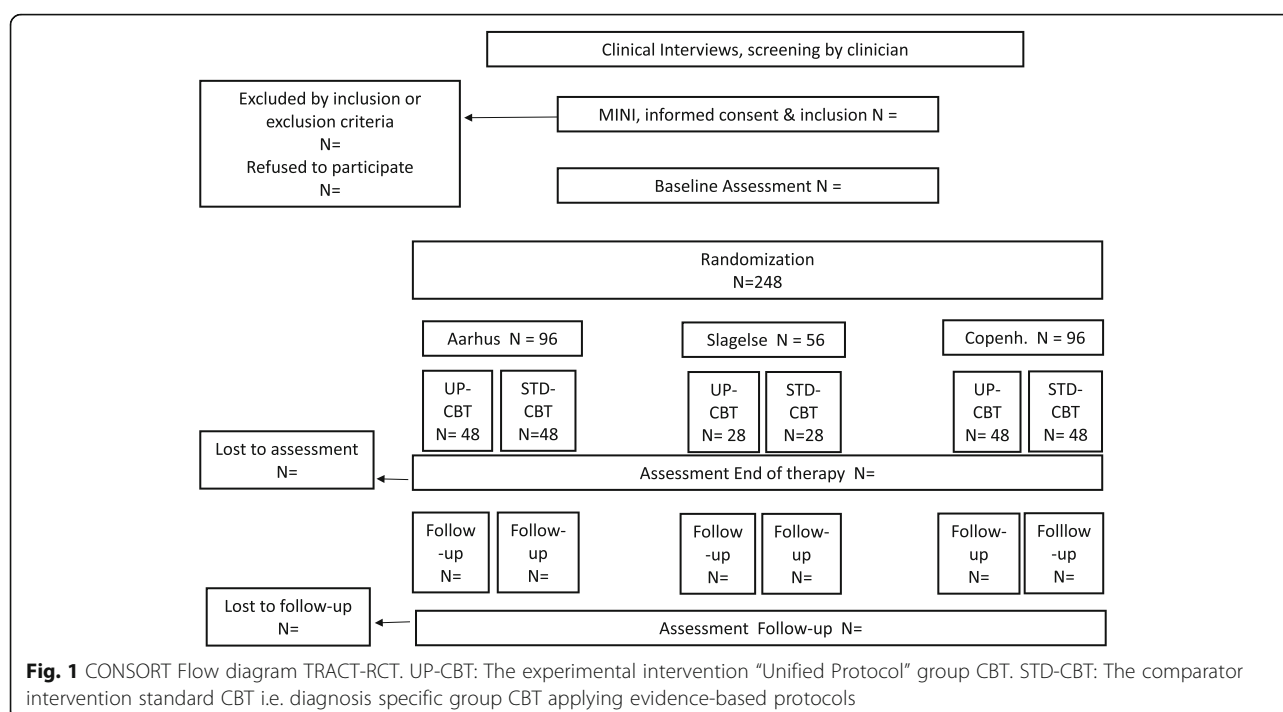 Clinical Interviews, screening by clinician
Excluded by inclusion or
exclusion criteria
N=
Refused to participate
N=
MINI, informed consent & inclusion N =
Baseline Assessment N =
Randomization
N=248
Aarhus N = 96
Slagelse N = 56
Copenh. N = 96
UP-
CBT
N= 48
STD-
CBT
N=48
UP-
CBT
N= 28
STD-
CBT
N=28
UP-
CBT
N= 48
STD-
CBT
N= 48
Lost to assessment
N=
Assessment End of therapy N=
Follow
-up
N=
Follow-
up
N=
Follow
-up
N=
Follow-
up
N=
Follow-
up
N=
Folllow
-up
N=
Lost to follow-up
N=
Assessment Follow-up N=
Fig. 1 CONSORT Flow diagram TRACT-RCT. UP-CBT: The experimental intervention “Unified Protocol” group CBT. STD-CBT: The comparator
intervention standard CBT i.e. diagnosis specific group CBT applying evidence-based protocols